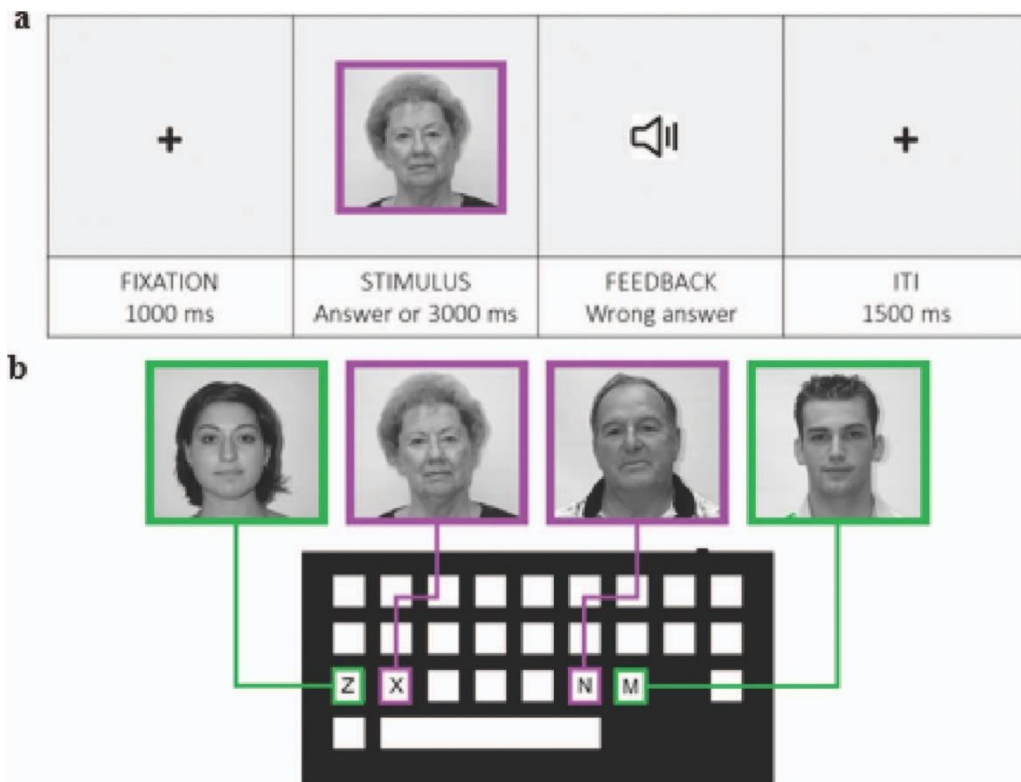 a
+
+
FIXATION
1000 ms
STIMULUS
Answer or 3000 ms
FEEDBACK
Wrong answer
ITI
1500 ms
b
Z X N M